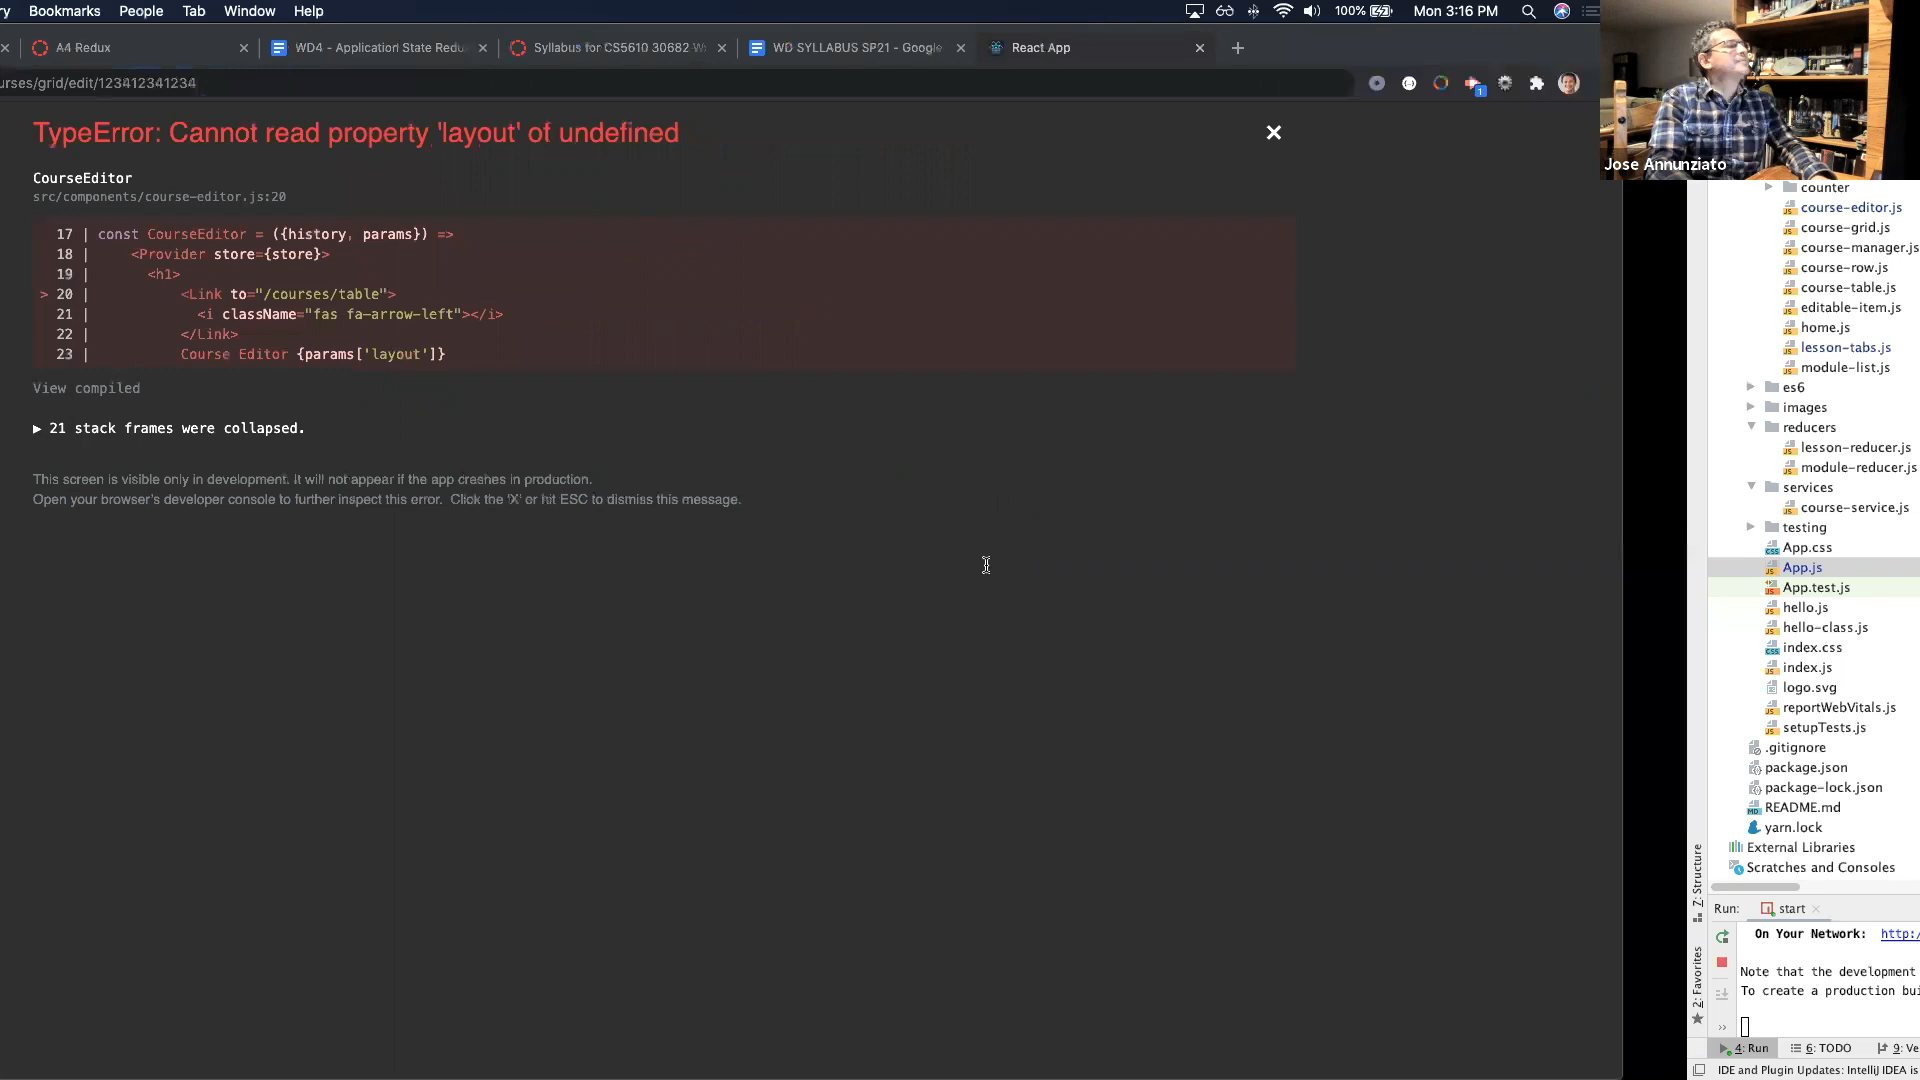 ry Bookmarks People Tab Window Help 100% Mon 3:16 PM
A4 Redux WD4 - Application State Redu Syllabus for CS5610 30682 W WD SYLLABUS SP21 - Google React App
urses/grid/edit/123412341234
1
Jose Annunziato
TypeError: Cannot read property 'layout' of undefined
CourseEditor
src/components/course-editor.js:20
17 | const CourseEditor = ({history, params}) =>
18 | <Provider store={store}>
19 | <h1>
> 20 | <Link to="/courses/table">
21 | <i className="fas fa-arrow-left"></i>
22 | </Link>
23 | Course Editor {params['layout']}
View compiled
▶ 21 stack frames were collapsed.
This screen is visible only in development. It will not appear if the app crashes in production.
Open your browser's developer console to further inspect this error. Click the 'X' or hit ESC to dismiss this message.
counter
course-editor.js
course-grid.js
course-manager.js
course-row.js
course-table.js
editable-item.js
home.js
lesson-tabs.js
module-list.js
es6
images
reducers
lesson-reducer.js
module-reducer.js
services
course-service.js
testing
App.css
App.js
App.test.js
hello.js
hello-class.js
index.css
index.js
logo.svg
reportWebVitals.js
setupTests.js
.gitignore
package.json
package-lock.json
README.md
yarn.lock
External Libraries
Scratches and Consoles
Z: Structure
2: Favorites
Run: start
On Your Network: http:/
Note that the development
To create a production bui
4: Run 6: TODO 9: Ve
IDE and Plugin Updates: IntelliJ IDEA is